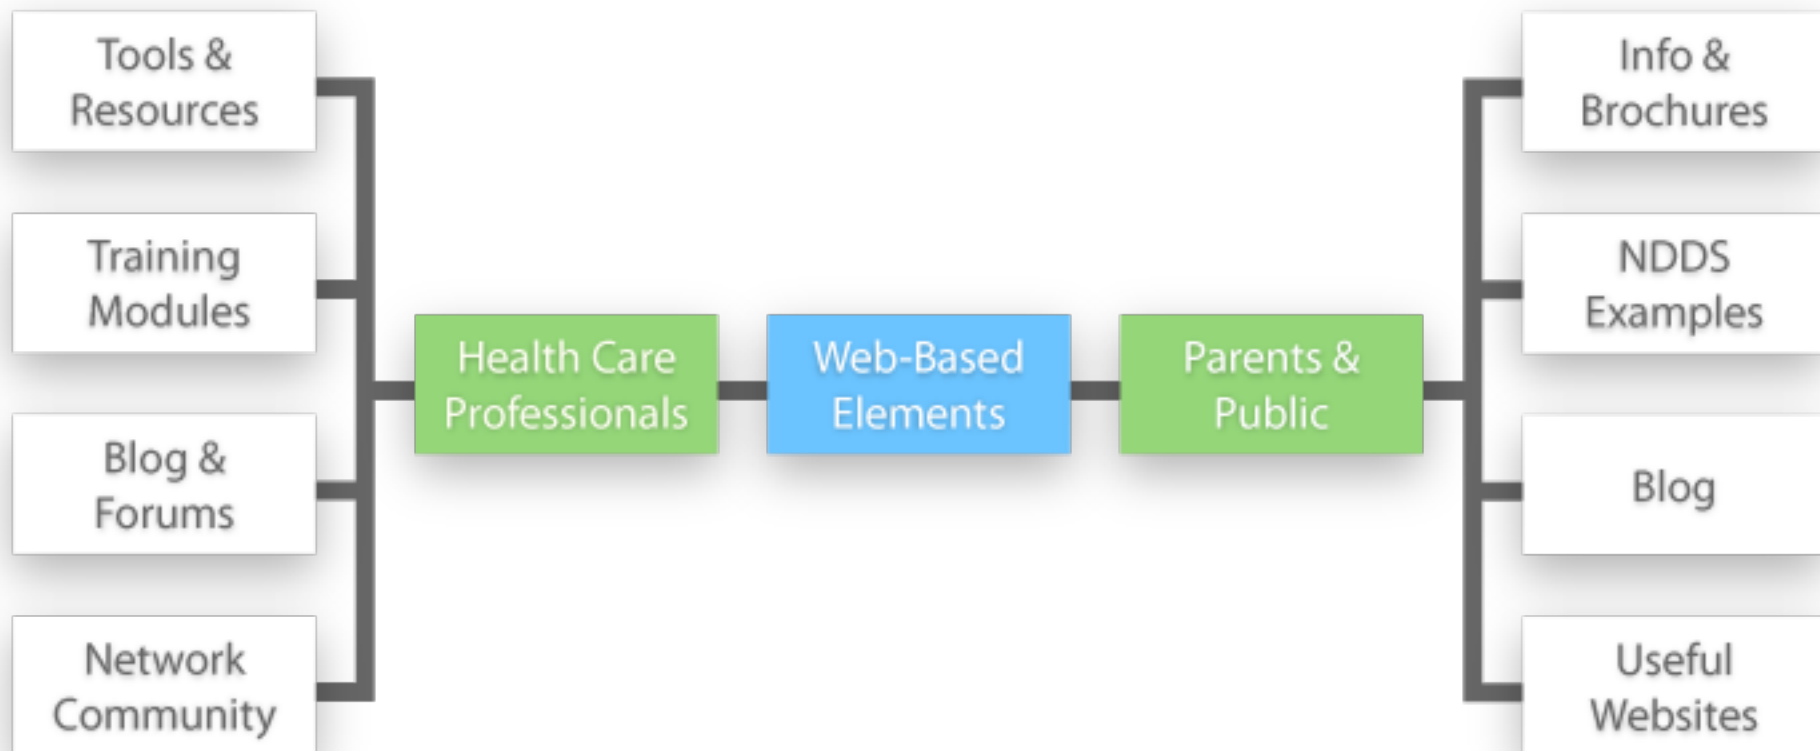 Tools &
Resources
Training
Modules
Blog &
Forums
Network
Community
Health Care
Professionals
Web-Based
Elements
Parents &
Public
Info &
Brochures
NDDS
Examples
Blog
Useful
Websites